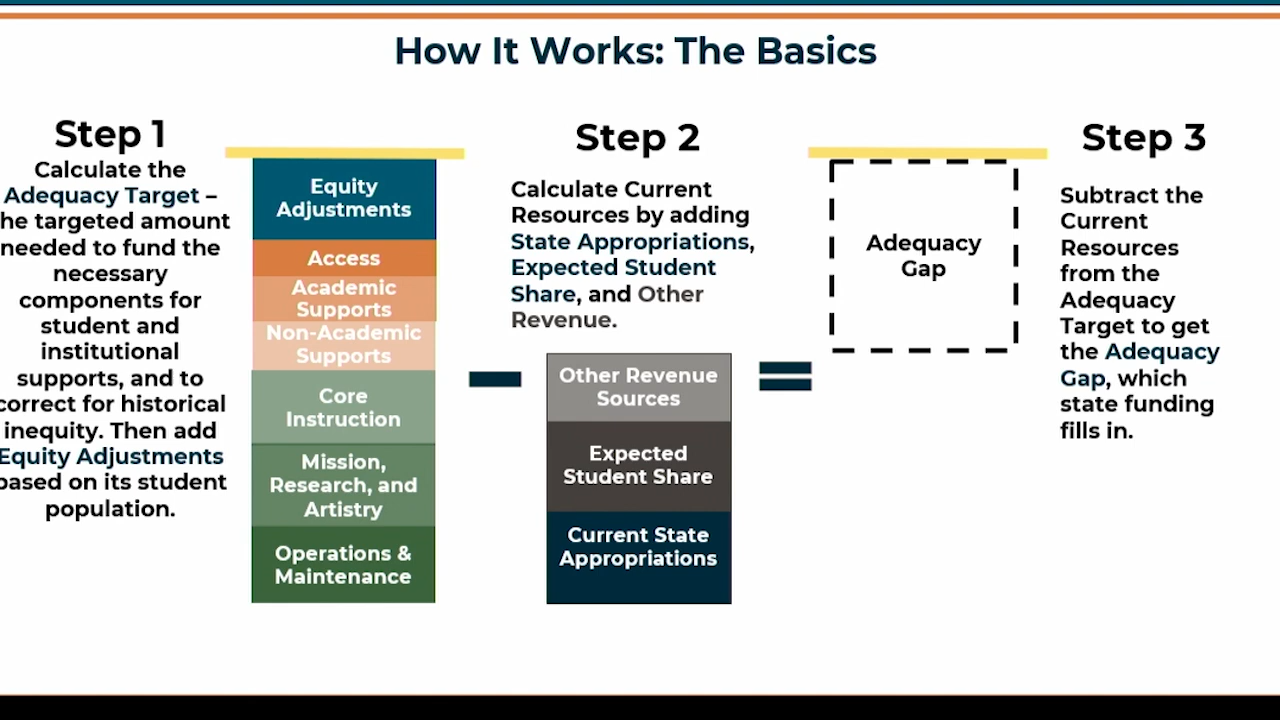 How It Works: The Basics
Step 1
Calculate the
Adequacy Target –
he targeted amount
needed to fund the
necessary
components for
student and
institutional
supports, and to
correct for historical
inequity. Then add
Equity Adjustments
based on its student
population.
Equity
Adjustments
Access
Academic
Supports
Non-Academic
Supports
Core
Instruction
Mission,
Research, and
Artistry
Operations &
Maintenance
Step 2
Calculate Current
Resources by adding
State Appropriations,
Expected Student
Share, and Other
Revenue.
Other Revenue
Sources
Expected
Student Share
Current State
Appropriations
Adequacy
Gap
Step 3
Subtract the
Current
Resources
from the
Adequacy
Target to get
the Adequacy
Gap, which
state funding
fills in.